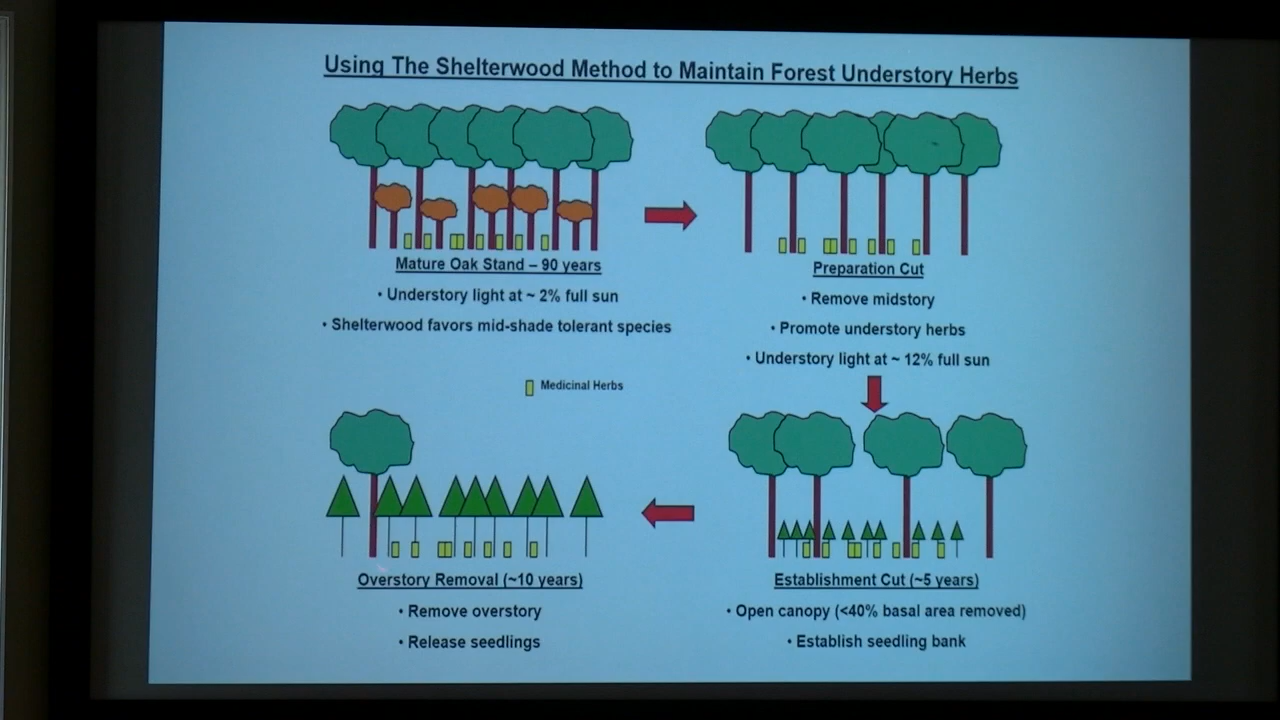 Using The Shelterwood Method to Maintain Forest Understory Herbs
Mature Oak Stand – 90 years
• Understory light at ~ 2% full sun
• Shelterwood favors mid-shade tolerant species
Preparation Cut
• Remove midstory
• Promote understory herbs
• Understory light at ~ 12% full sun
Medicinal Herbs
Overstory Removal (~10 years)
• Remove overstory
• Release seedlings
Establishment Cut (~5 years)
• Open canopy (<40% basal area removed)
• Establish seedling bank